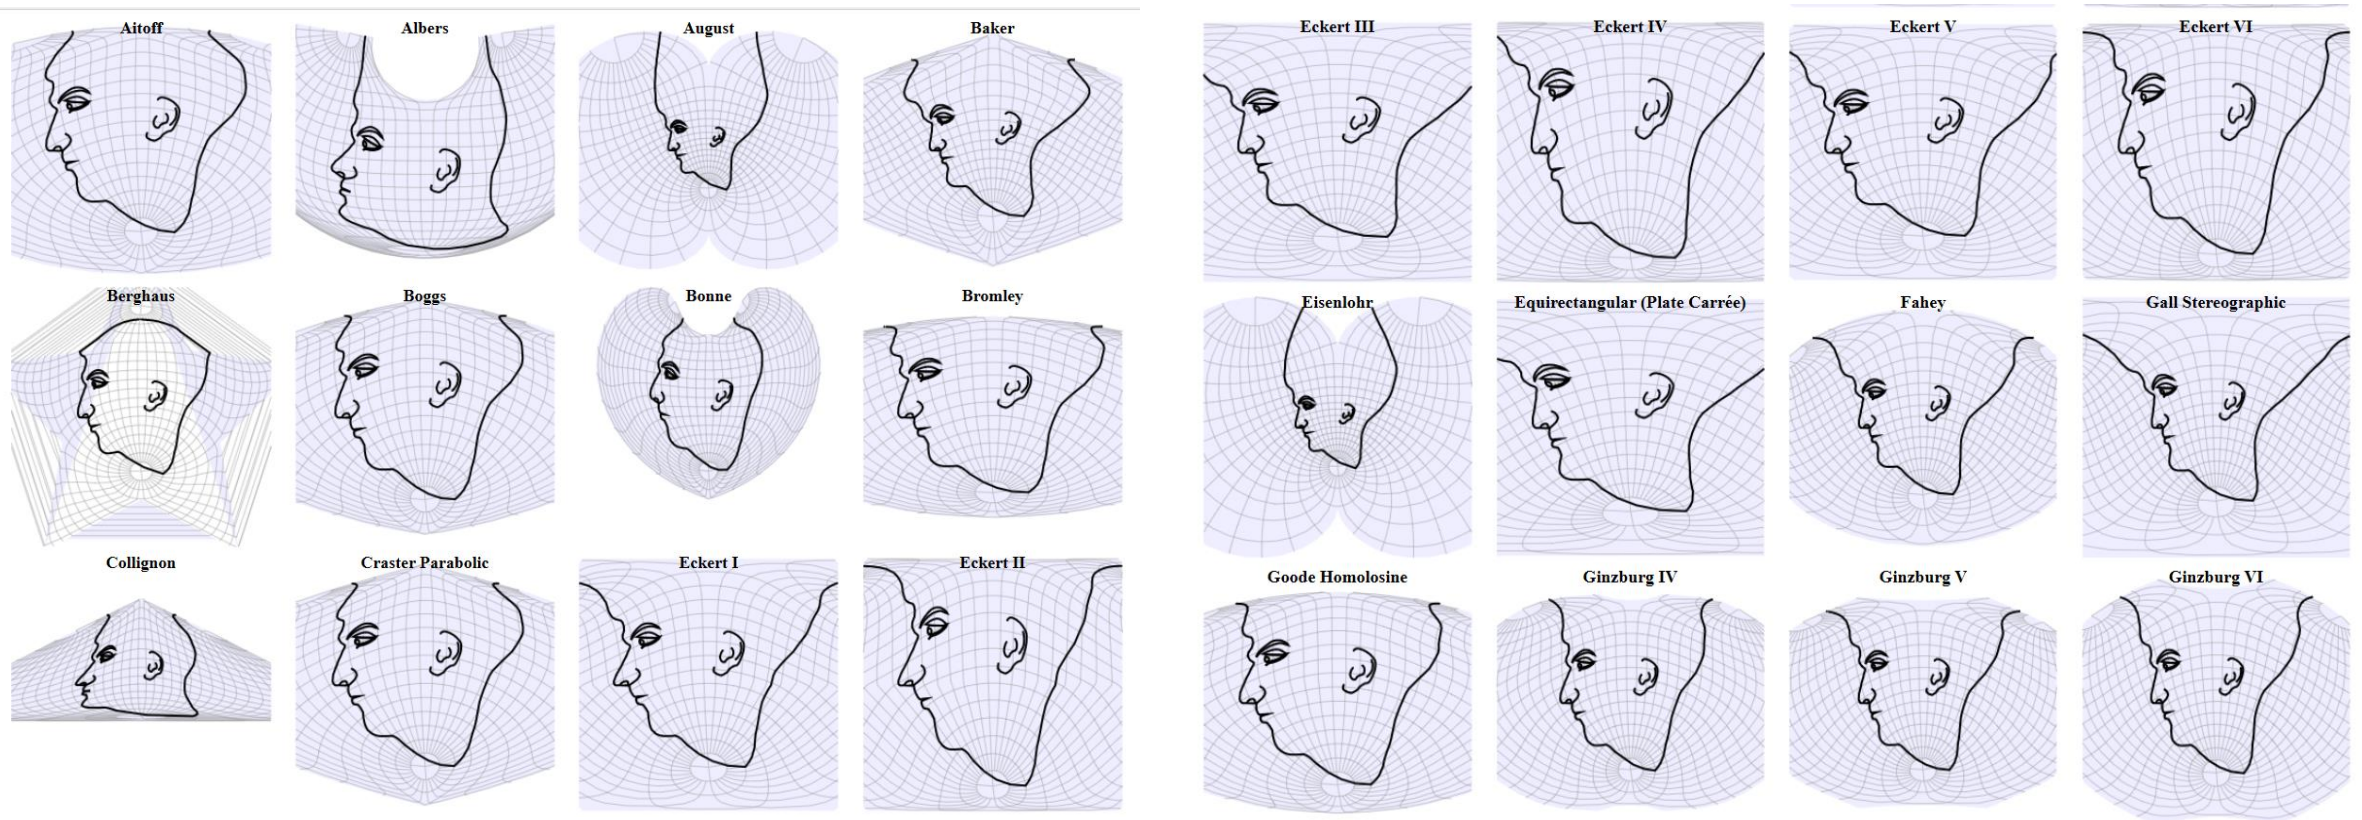 Aitoff
Albers
August
Baker
Eckert III
Eckert IV
Eckert V
Eckert VI
Berghaus
Boggs
Bonne
Bromley
Eisenlohr
Equirectangular (Plate Carrée)
Fahey
Gall Stereographic
Collignon
Craster Parabolic
Eckert I
Eckert II
Goode Homolosine
Ginzburg IV
Ginzburg V
Ginzburg VI